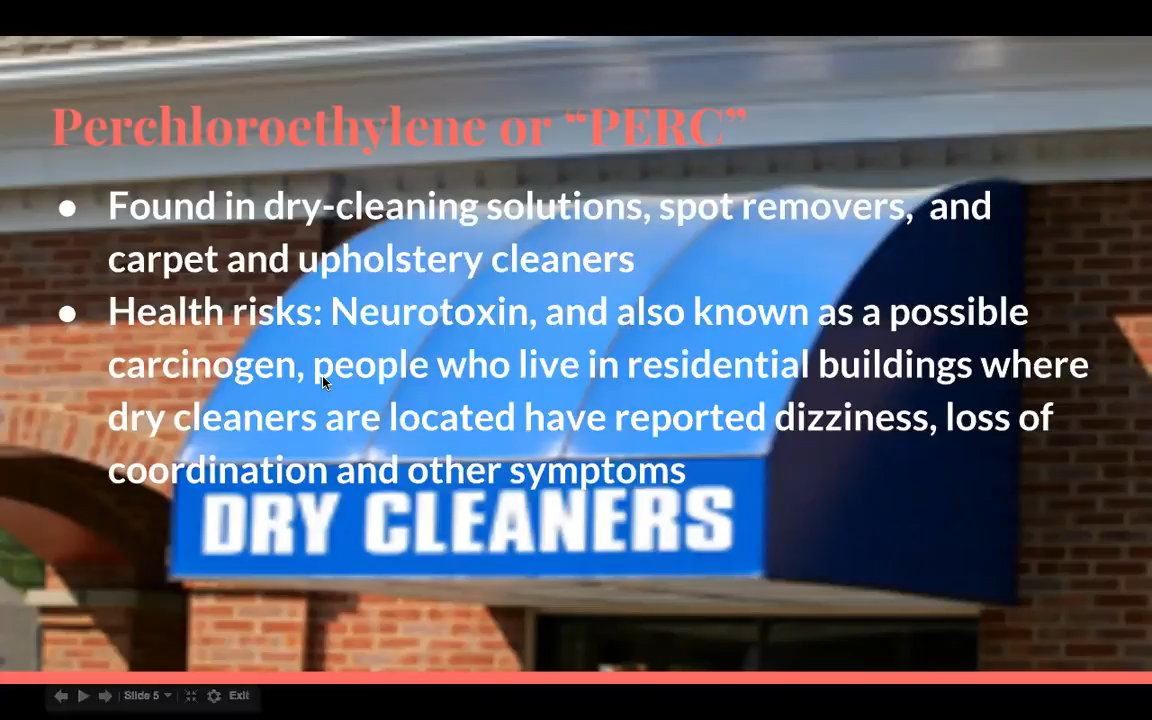 Perchloroethylene or “PERC”
● Found in dry-cleaning solutions, spot removers,  and
carpet and upholstery cleaners
● Health risks: Neurotoxin, and also known as a possible
carcinogen, people who live in residential buildings where
dry cleaners are located have reported dizziness, loss of
coordination and other symptoms
DRY CLEANERS
Slide 5 Exit